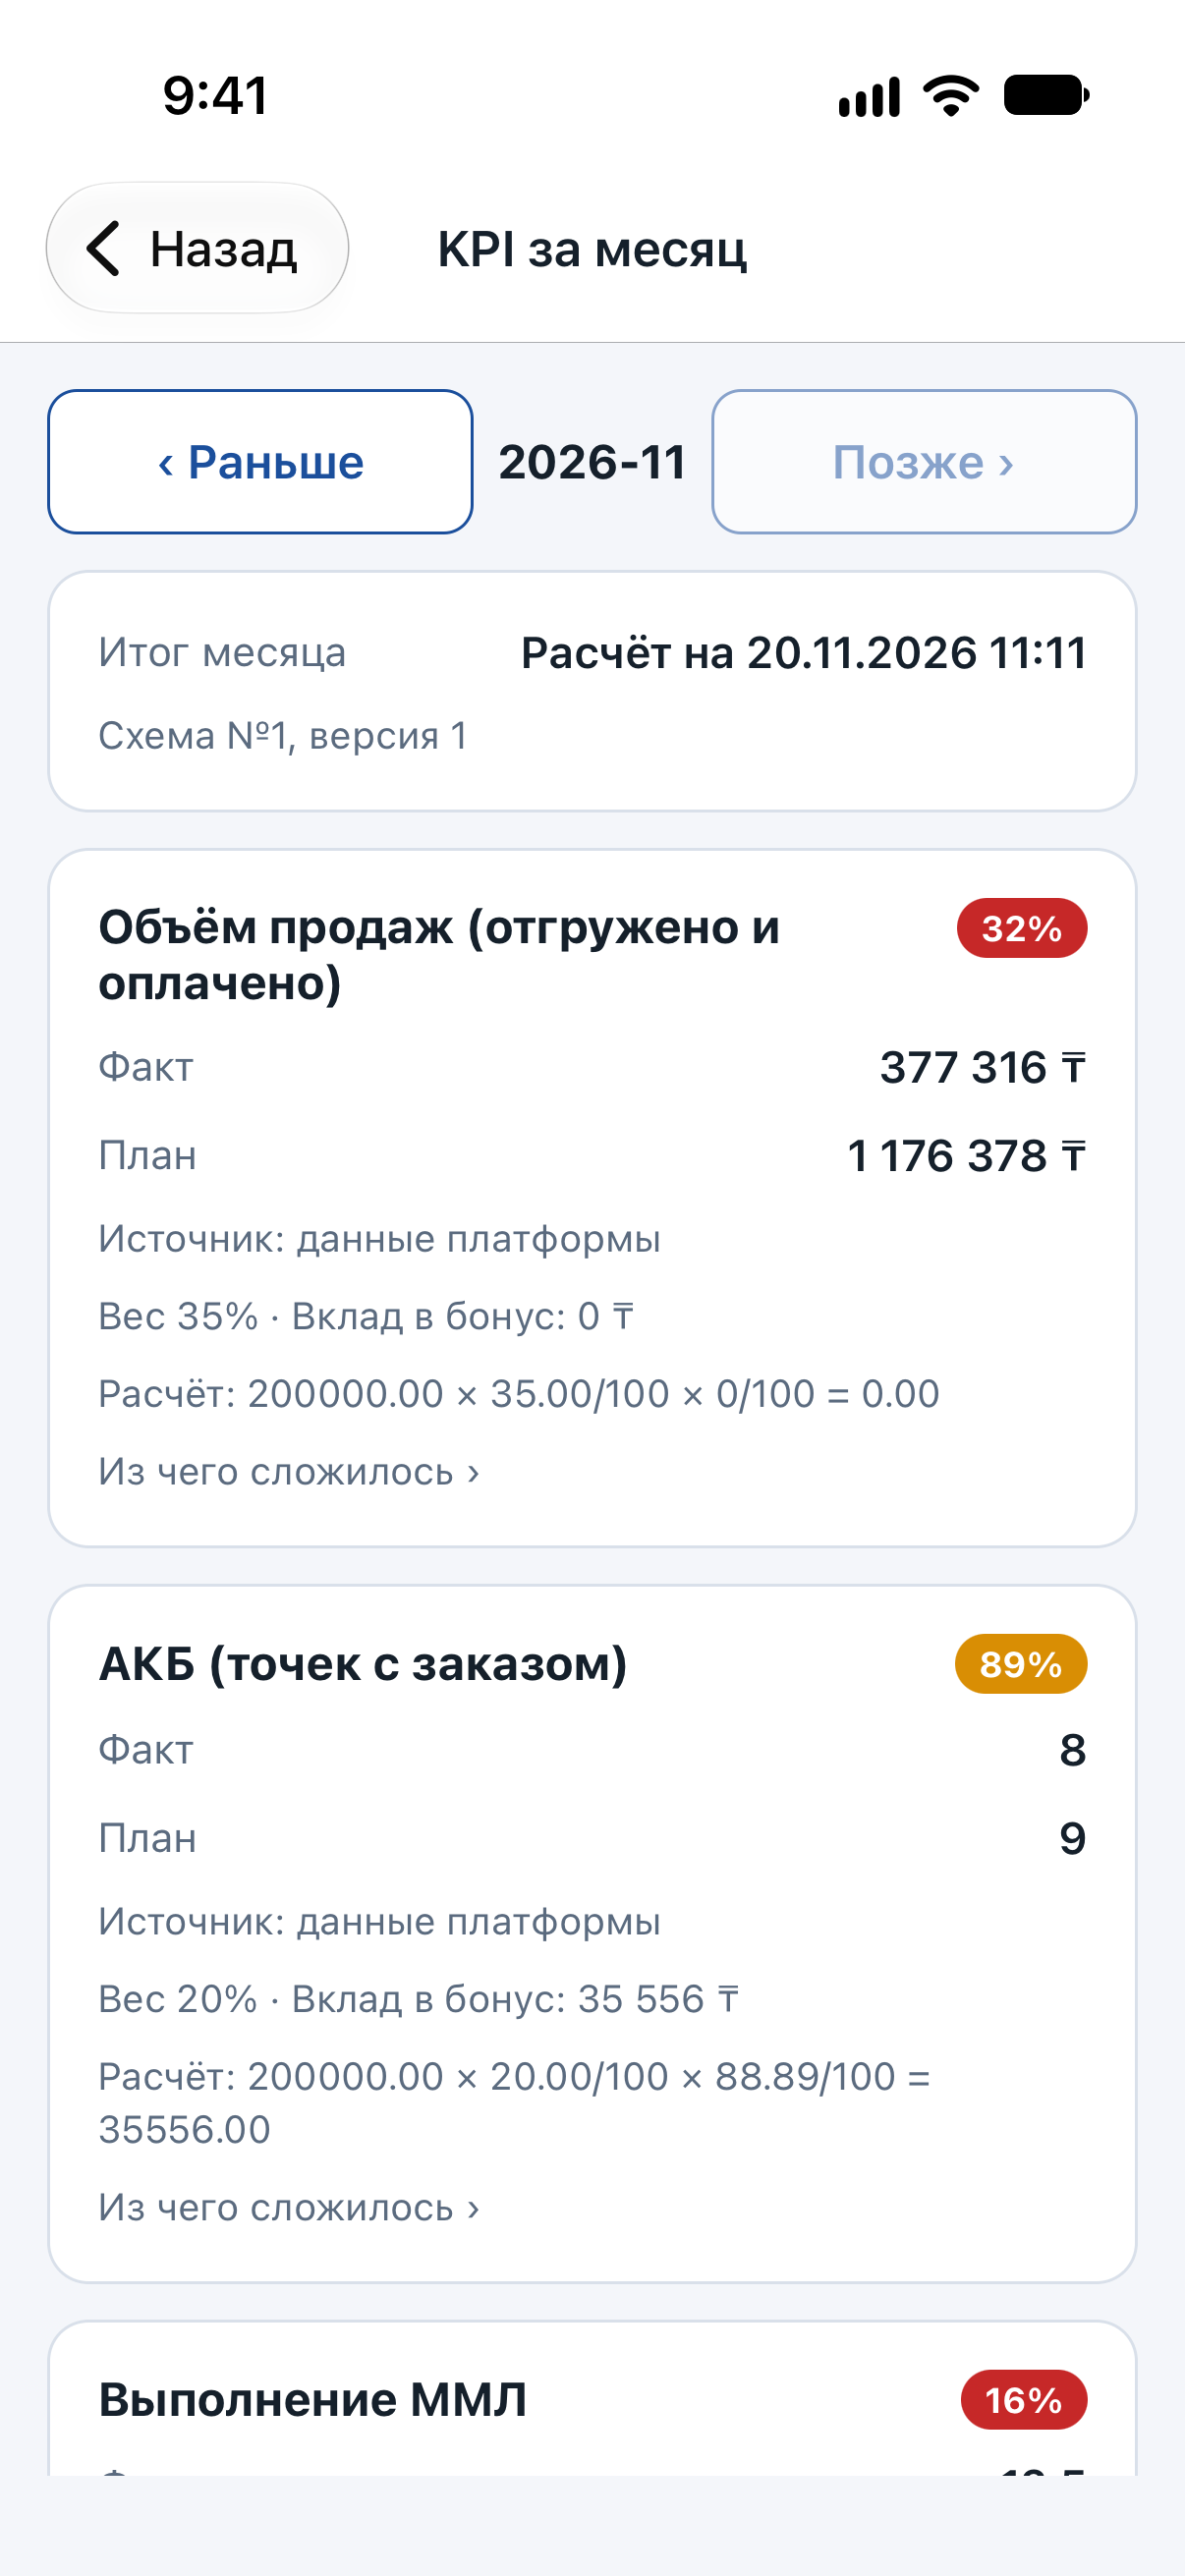 9:41
Назад
KPI за месяц
‹ Раньше
2026-11
Позже ›
Итог месяца
Расчёт на 20.11.2026 11:11
Схема №1, версия 1
Объём продаж (отгружено и
оплачено)
32%
Факт
377 316 ₸
План
1 176 378 ₸
Источник: данные платформы
Вес 35% · Вклад в бонус: 0 ₸
Расчёт: 200000.00 × 35.00/100 × 0/100 = 0.00
Из чего сложилось ›
АКБ (точек с заказом)
89%
Факт
8
План
9
Источник: данные платформы
Вес 20% · Вклад в бонус: 35 556 ₸
Расчёт: 200000.00 × 20.00/100 × 88.89/100 =
35556.00
Из чего сложилось ›
Выполнение ММЛ
16%